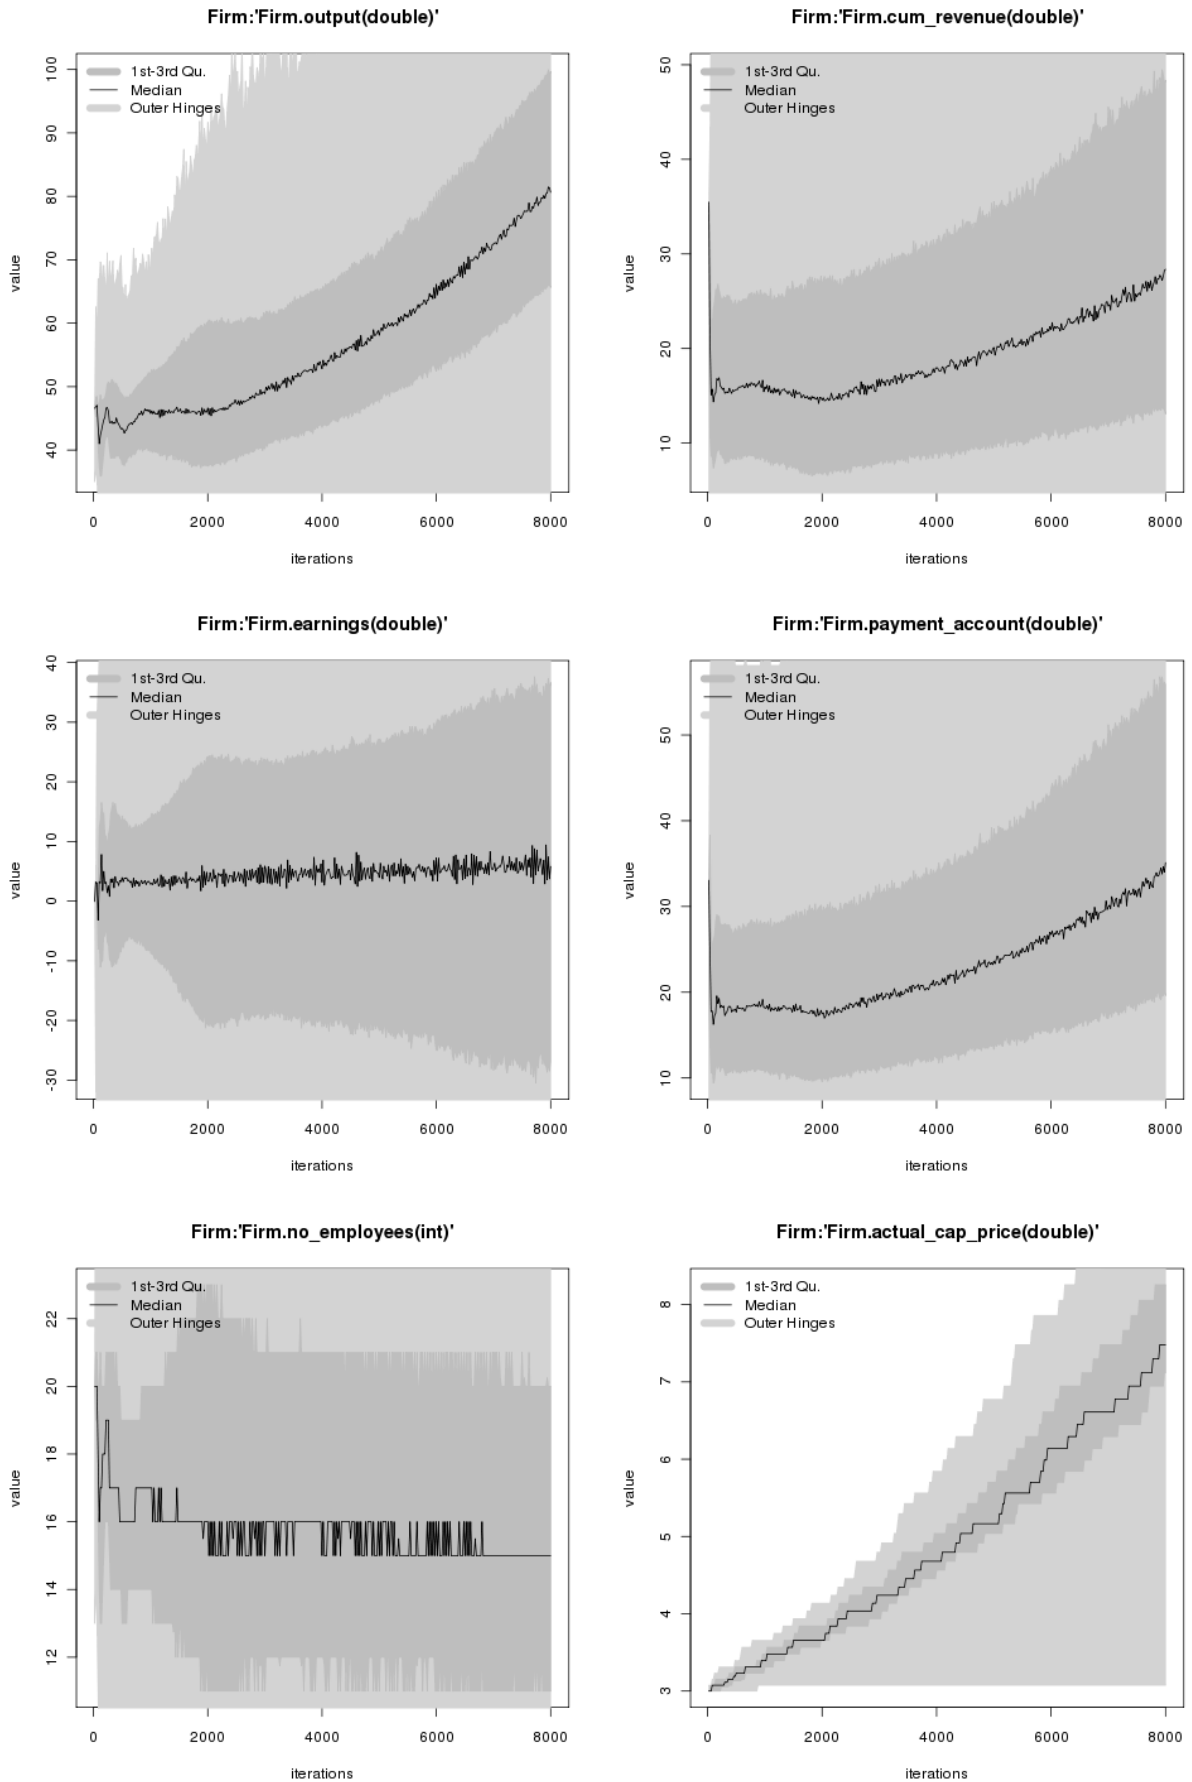 Firm:'Firm.output(double)'
1st-3rd Qu.
Median
Outer Hinges
100
90
80
70
60
50
40
value
0 2000 4000 6000 8000
iterations
Firm:'Firm.cum_revenue(double)'
1st-3rd Qu.
Median
Outer Hinges
50
40
30
20
10
value
0 2000 4000 6000 8000
iterations
Firm:'Firm.earnings(double)'
1st-3rd Qu.
Median
Outer Hinges
40
30
20
10
0
-10
-20
-30
value
0 2000 4000 6000 8000
iterations
Firm:'Firm.payment_account(double)'
1st-3rd Qu.
Median
Outer Hinges
50
40
30
20
10
value
0 2000 4000 6000 8000
iterations
Firm:'Firm.no_employees(int)'
1st-3rd Qu.
Median
Outer Hinges
22
20
18
16
14
12
value
0 2000 4000 6000 8000
iterations
Firm:'Firm.actual_cap_price(double)'
1st-3rd Qu.
Median
Outer Hinges
8
7
6
5
4
3
value
0 2000 4000 6000 8000
iterations